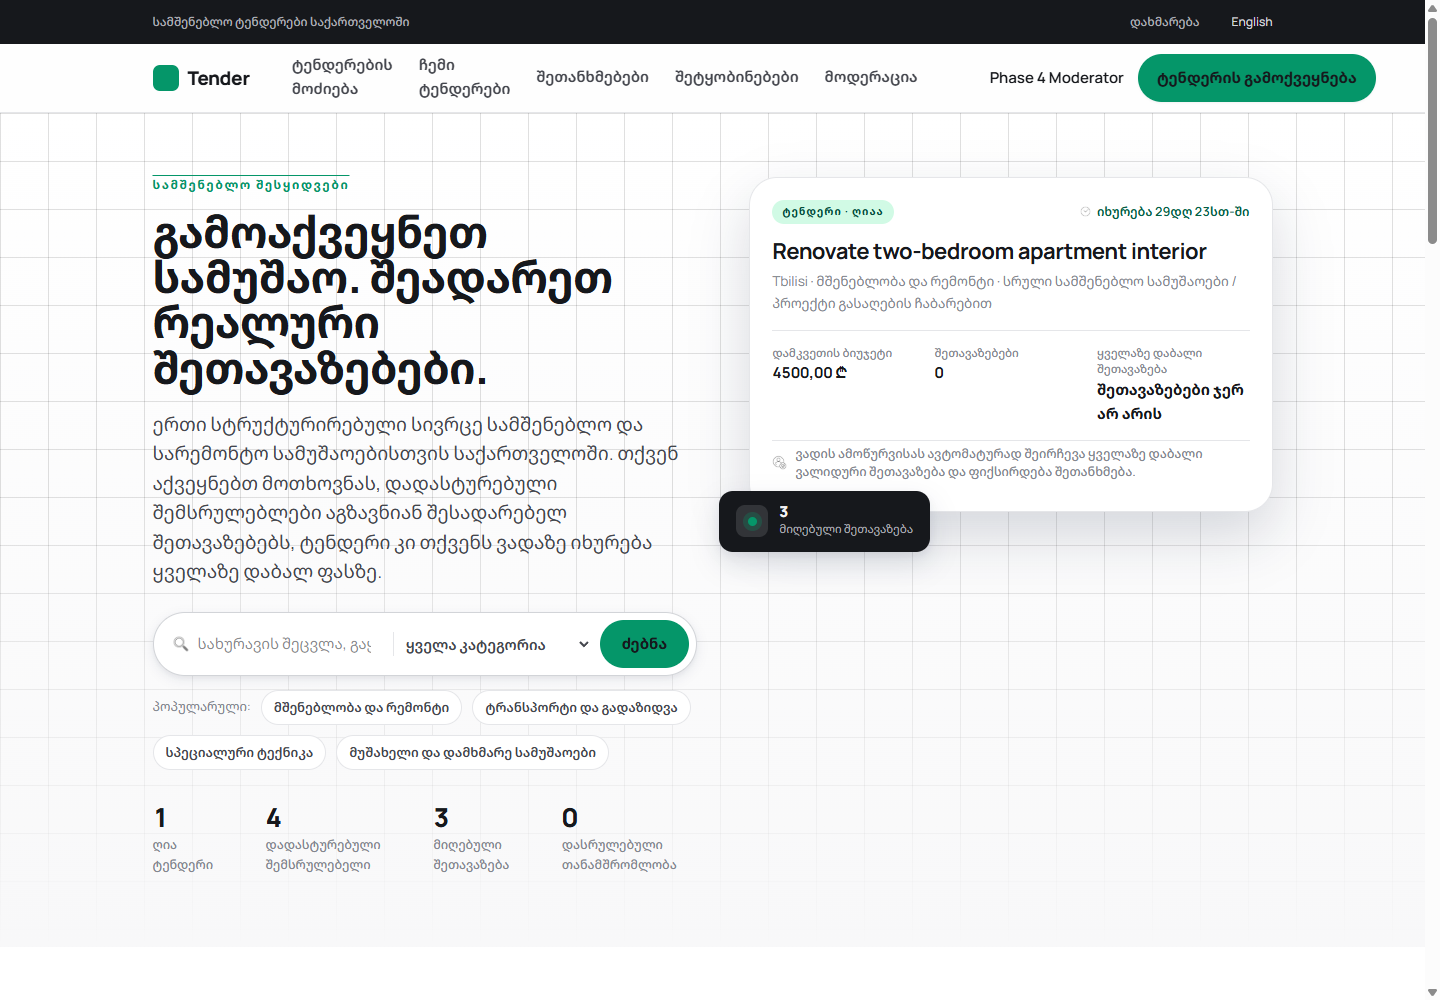 სამშენებლო ტენდერები საქართველოში
დახმარება
English
Tender
ტენდერების
მოძიება
ჩემი
ტენდერები
შეთანხმებები
შეტყობინებები
მოდერაცია
Phase 4 Moderator
ტენდერის გამოქვეყნება
სამშენებლო შესყიდვები
გამოაქვეყნეთ
სამუშაო. შეადარეთ
რეალური
შეთავაზებები.
ერთი სტრუქტურირებული სივრცე სამშენებლო და
სარემონტო სამუშაოებისთვის საქართველოში. თქვენ
აქვეყნებთ მოთხოვნას, დადასტურებული
შემსრულებლები აგზავნიან შესადარებელ
შეთავაზებებს, ტენდერი კი თქვენს ვადაზე იხურება
ყველაზე დაბალ ფასზე.
სახურავის შეცვლა, გა
ყველა კატეგორია
ძებნა
პოპულარული:
მშენებლობა და რემონტი
ტრანსპორტი და გადაზიდვა
სპეციალური ტექნიკა
მუშახელი და დამხმარე სამუშაოები
1
ღია
ტენდერი
4
დადასტურებული
შემსრულებელი
3
მიღებული
შეთავაზება
0
დასრულებული
თანამშრომლობა
ტენდერი · ღიაა
იხურება 29დღ 23სთ-ში
Renovate two-bedroom apartment interior
Tbilisi · მშენებლობა და რემონტი · სრული სამშენებლო სამუშაოები /
პროექტი გასაღების ჩაბარებით
დამკვეთის ბიუჯეტი
4500,00 ₾
შეთავაზებები
0
ყველაზე დაბალი
შეთავაზება
შეთავაზებები ჯერ
არ არის
ვადის ამოწურვისას ავტომატურად შეირჩევა ყველაზე დაბალი
ვალიდური შეთავაზება და ფიქსირდება შეთანხმება.
3
მიღებული შეთავაზება